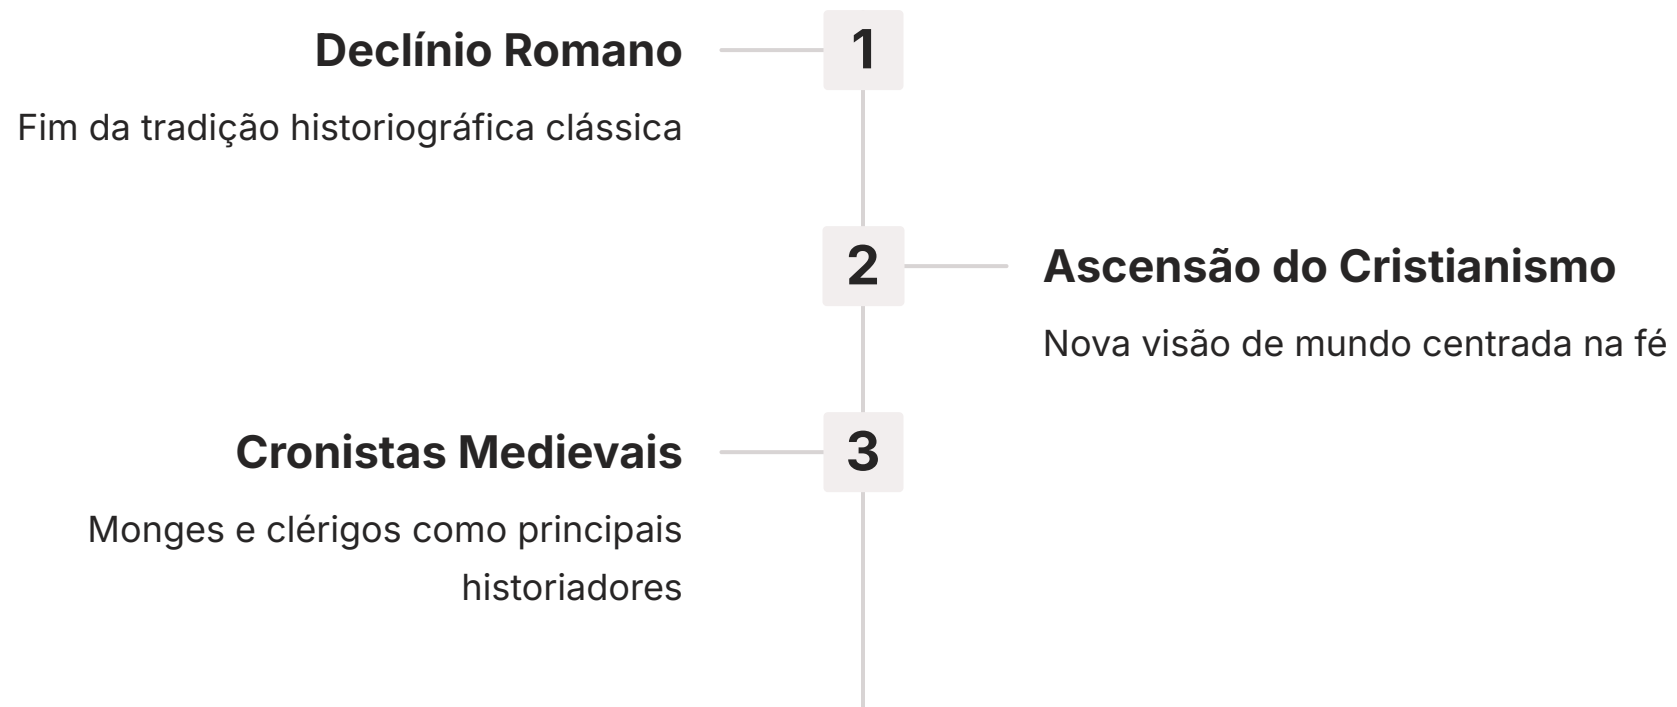 Declínio Romano
1
Fim da tradição historiográfica clássica
2
Ascensão do Cristianismo
Nova visão de mundo centrada na fé
Cronistas Medievais
3
Monges e clérigos como principais
historiadores